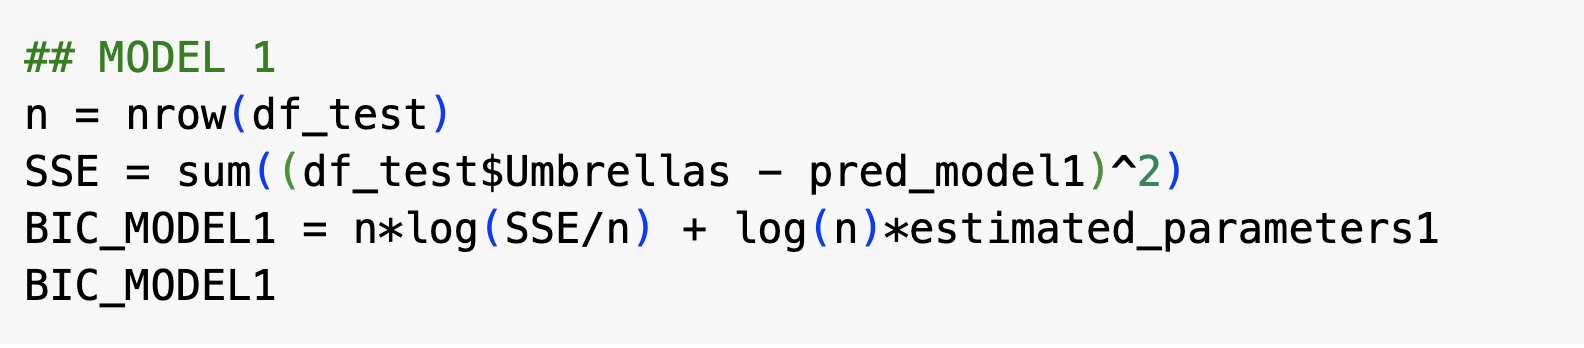 ## MODEL 1
n = nrow(df_test)
SSE = sum((df_test$Umbrellas - pred_model1)^2)
BIC_MODEL1 = n*log(SSE/n) + log(n)*estimated_parameters1
BIC_MODEL1